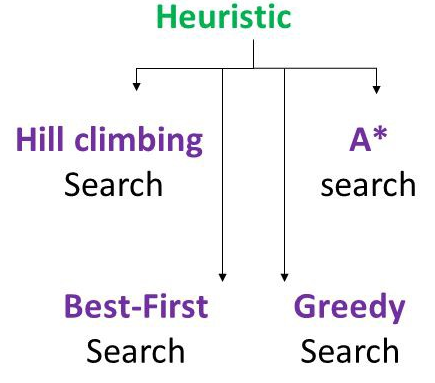 Heuristic
Hill climbing
Search
A*
search
Best-First
Search
Greedy
Search